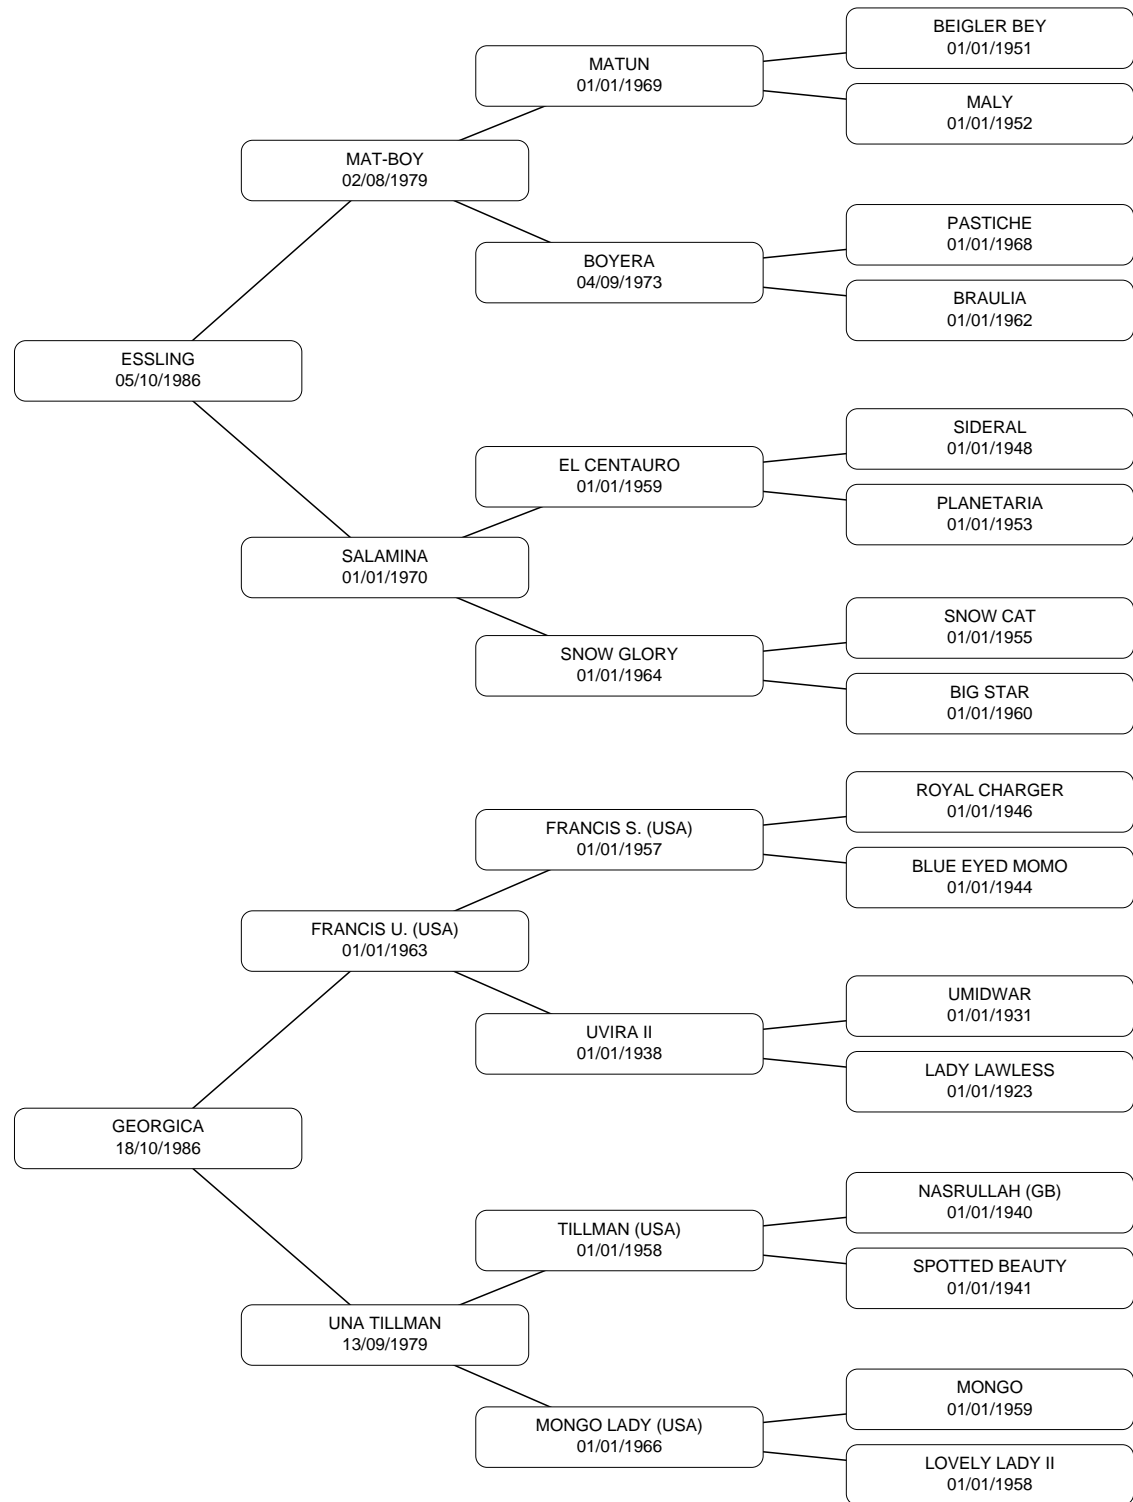 BEIGLER BEY
01/01/1951
MATUN
01/01/1969
MALY
01/01/1952
MAT-BOY
02/08/1979
PASTICHE
01/01/1968
BOYERA
04/09/1973
BRAULIA
01/01/1962
ESSLING
05/10/1986
SIDERAL
01/01/1948
EL CENTAURO
01/01/1959
PLANETARIA
01/01/1953
SALAMINA
01/01/1970
SNOW CAT
01/01/1955
SNOW GLORY
01/01/1964
BIG STAR
01/01/1960
ROYAL CHARGER
01/01/1946
FRANCIS S. (USA)
01/01/1957
BLUE EYED MOMO
01/01/1944
FRANCIS U. (USA)
01/01/1963
UMIDWAR
01/01/1931
UVIRA II
01/01/1938
LADY LAWLESS
01/01/1923
GEORGICA
18/10/1986
NASRULLAH (GB)
01/01/1940
TILLMAN (USA)
01/01/1958
SPOTTED BEAUTY
01/01/1941
UNA TILLMAN
13/09/1979
MONGO
01/01/1959
MONGO LADY (USA)
01/01/1966
LOVELY LADY II
01/01/1958